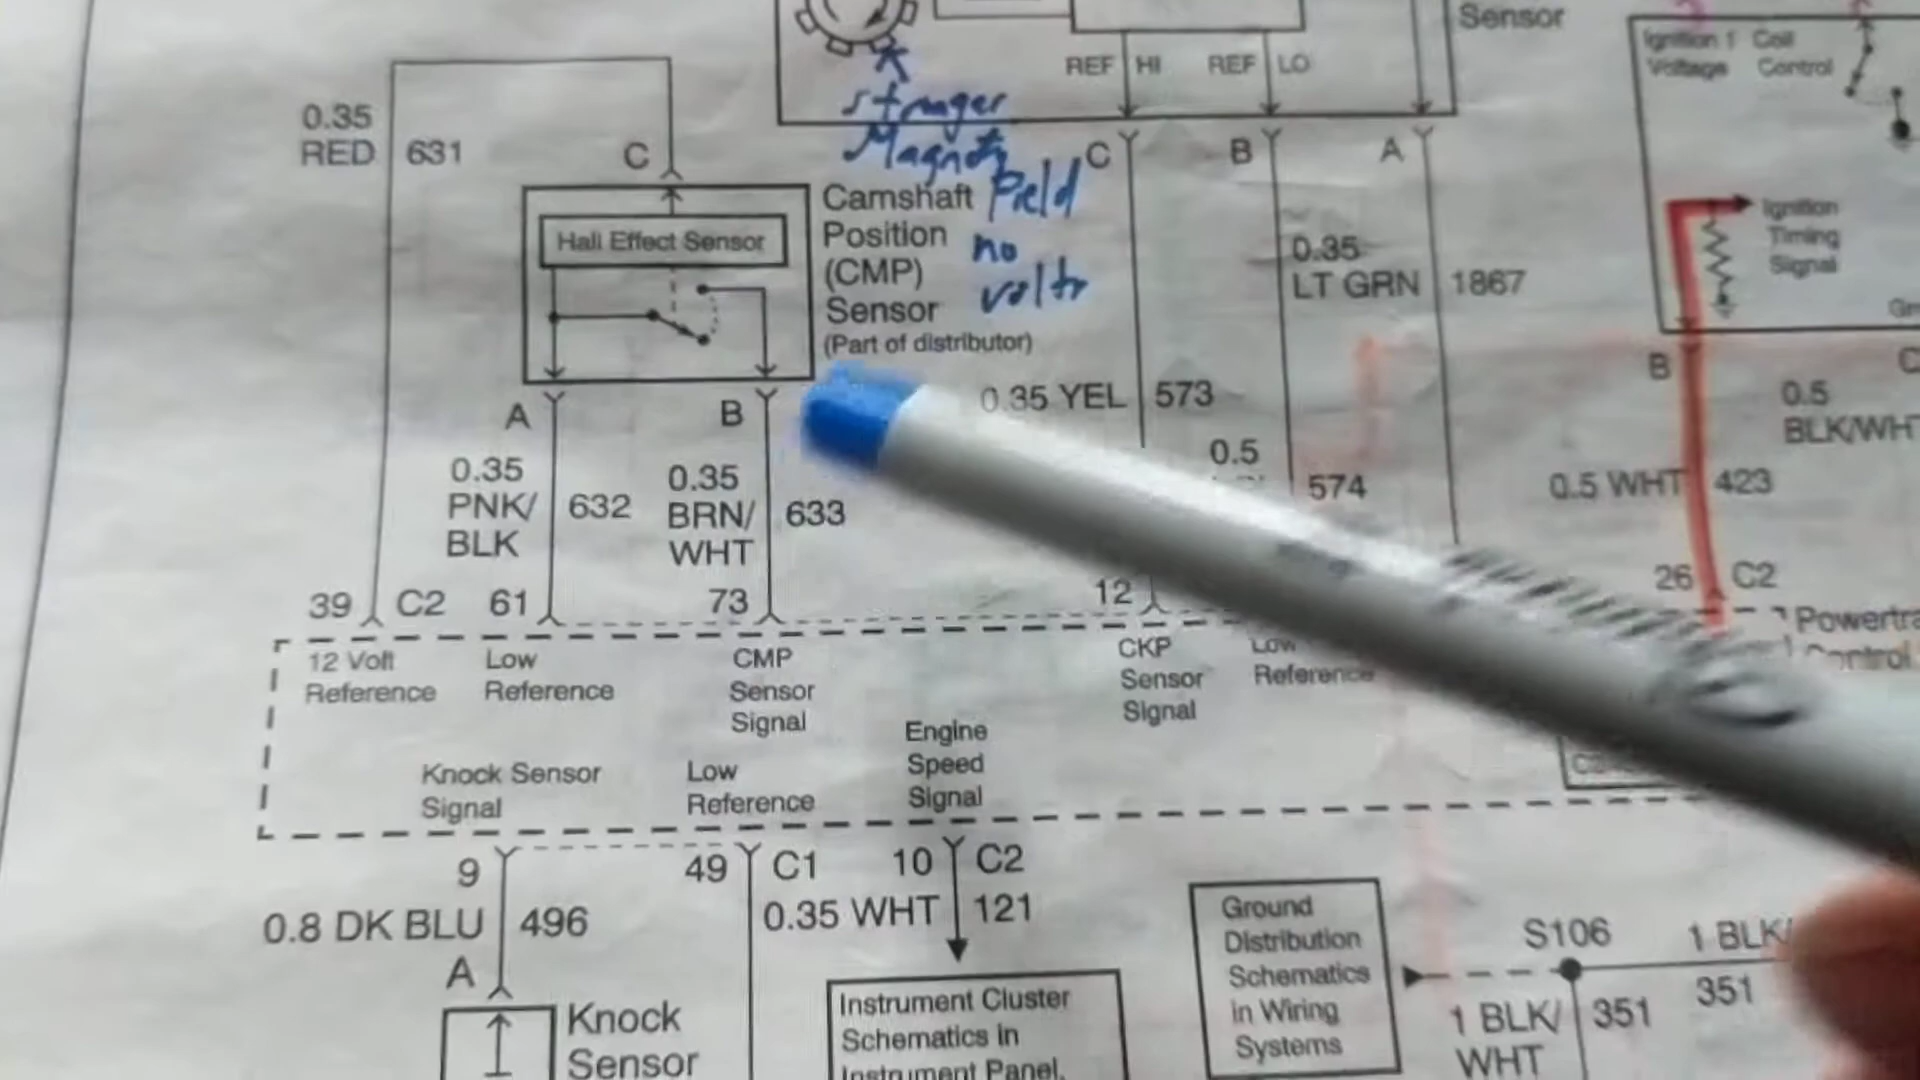 Sensor
REF HI REF LO
Ignition 1 Coil
Voltage Control
stronger
Magnetic
Field
no
volts
0.35
RED 631
C
C B A
Hall Effect Sensor
Camshaft
Position
(CMP)
Sensor
(Part of distributor)
0.35
LT GRN 1867
Ignition
Timing
Signal
A B
0.35 YEL 573
B
0.5
BLK/WHT
0.35
PNK/
BLK
632
0.35
BRN/
WHT
633
0.5
574
0.5 WHT 423
39 C2 61 73 12
26 C2
12 Volt
Reference
Low
Reference
CMP
Sensor
Signal
CKP
Sensor
Signal
Low
Reference
Powertra
Control
Knock Sensor
Signal
Low
Reference
Engine
Speed
Signal
9 49 C1 10 C2
0.8 DK BLU 496
0.35 WHT 121
A
Knock
Sensor
Instrument Cluster
Schematics in
Instrument Panel,
Ground
Distribution
Schematics
in Wiring
Systems
S106
1 BLK/
351
1 BLK/
WHT
351